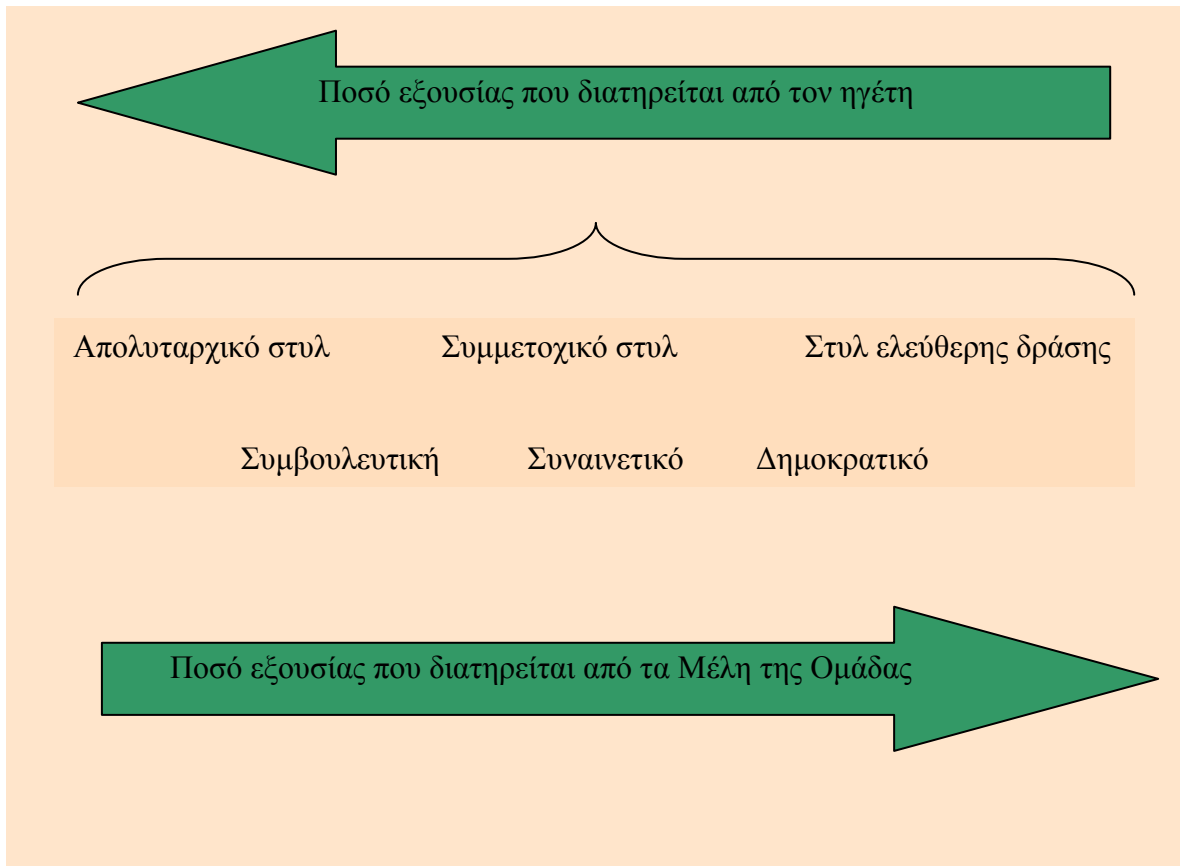 Ποσό εξουσίας που διατηρείται από τον ηγέτη
Απολυταρχικό στυλ Συμμετοχικό στυλ Στυλ ελεύθερης δράσης
Συμβουλευτική Συναινετικό Δημοκρατικό
Ποσό εξουσίας που διατηρείται από τα Μέλη της Ομάδας